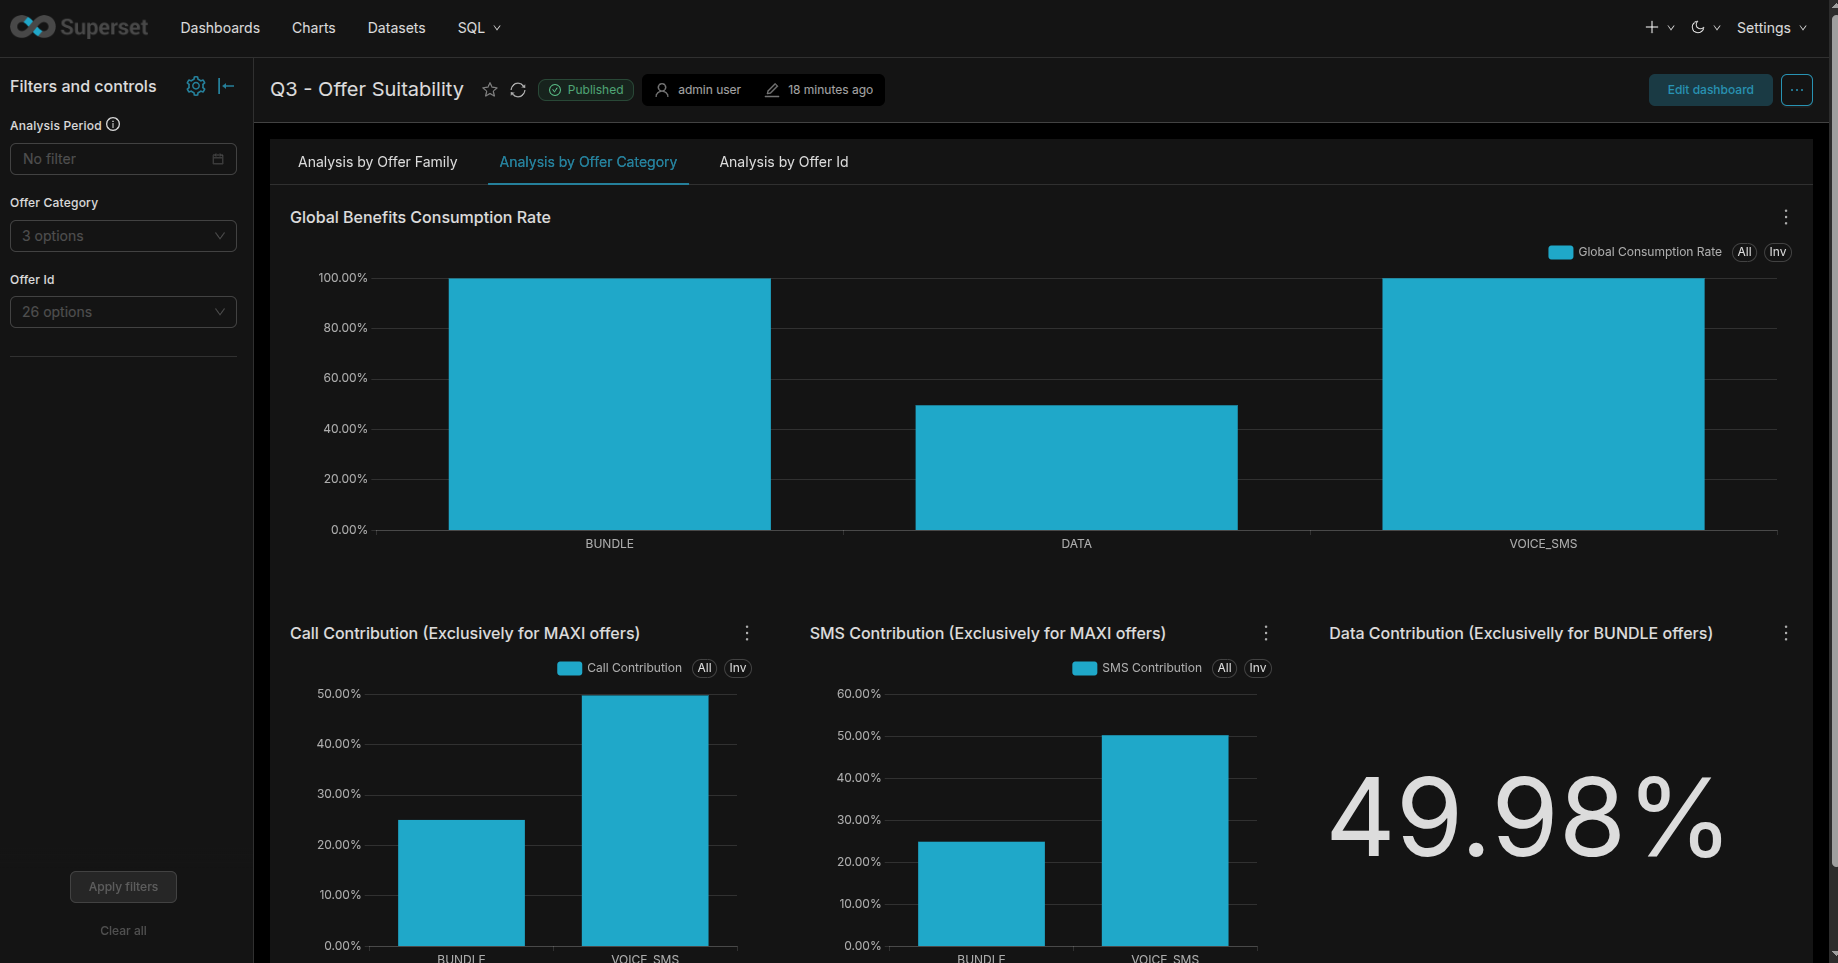 Superset Dashboards Charts Datasets SQL Settings
Filters and controls
Analysis Period
No filter
Offer Category
3 options
Offer Id
26 options
Apply filters
Clear all
Q3 - Offer Suitability Published admin user 18 minutes ago Edit dashboard ...
Analysis by Offer Family Analysis by Offer Category Analysis by Offer Id
Global Benefits Consumption Rate
Global Consumption Rate All Inv
100.00%
80.00%
60.00%
40.00%
20.00%
0.00%
BUNDLE DATA VOICE_SMS
Call Contribution (Exclusively for MAXI offers)
Call Contribution All Inv
50.00%
40.00%
30.00%
20.00%
10.00%
0.00%
BUNDLE VOICE_SMS
SMS Contribution (Exclusively for MAXI offers)
SMS Contribution All Inv
60.00%
50.00%
40.00%
30.00%
20.00%
10.00%
0.00%
BUNDLE VOICE_SMS
Data Contribution (Exclusivelly for BUNDLE offers)
49.98%